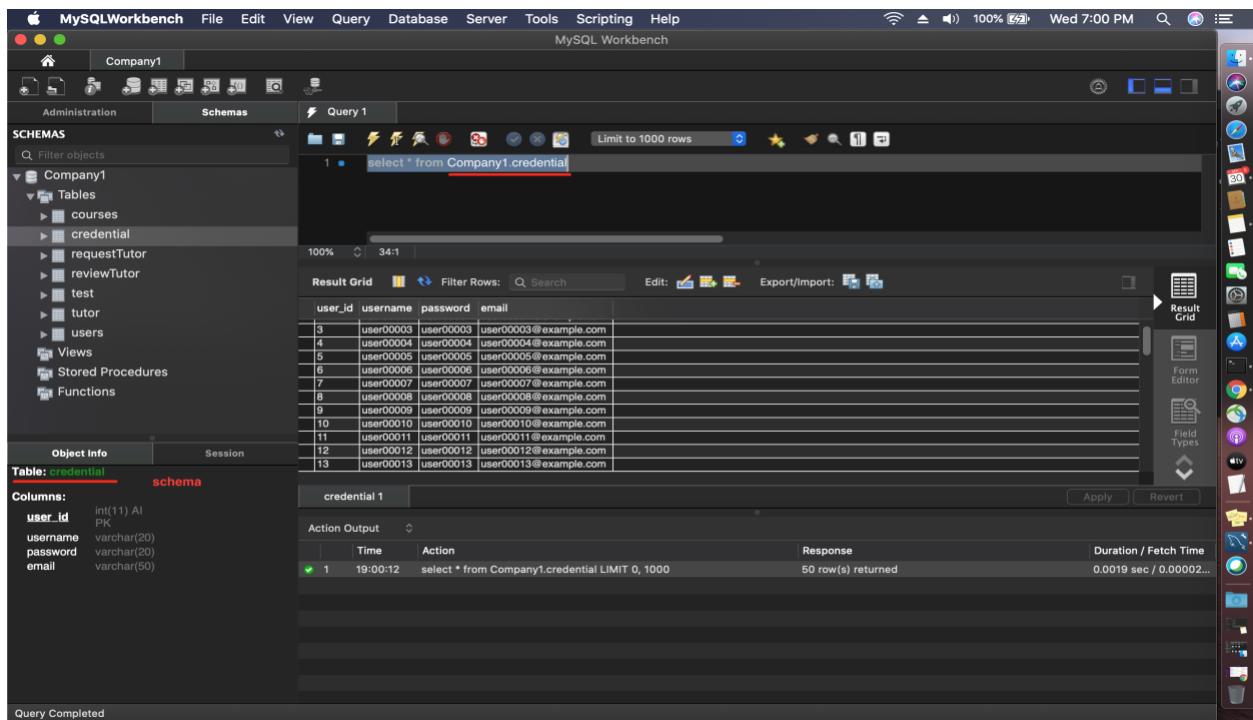 MySQLWorkbench File Edit View Query Database Server Tools Scripting Help 100% Wed 7:00 PM
MySQL Workbench
Company1
Administration Schemas
Query 1
SCHEMAS
Limit to 1000 rows
Filter objects
1 select * from Company1.credential
Company1
Tables
courses
credential
requestTutor
reviewTutor
test
tutor
users
Views
Stored Procedures
Functions
100% 34:1
Result Grid Filter Rows: Search Edit: Export/Import:
user_id username password email
3 user00003 user00003 user00003@example.com
4 user00004 user00004 user00004@example.com
5 user00005 user00005 user00005@example.com
6 user00006 user00006 user00006@example.com
7 user00007 user00007 user00007@example.com
8 user00008 user00008 user00008@example.com
9 user00009 user00009 user00009@example.com
10 user00010 user00010 user00010@example.com
11 user00011 user00011 user00011@example.com
12 user00012 user00012 user00012@example.com
13 user00013 user00013 user00013@example.com
Result
Grid
Form
Editor
Field
Types
Object Info Session
Table: credential
schema
Columns:
user_id int(11) AI
PK
username varchar(20)
password varchar(20)
email varchar(50)
credential 1 Apply Revert
Action Output
Time Action Response Duration / Fetch Time
1 19:00:12 select * from Company1.credential LIMIT 0, 1000 50 row(s) returned 0.0019 sec / 0.00002...
Query Completed
30
tv